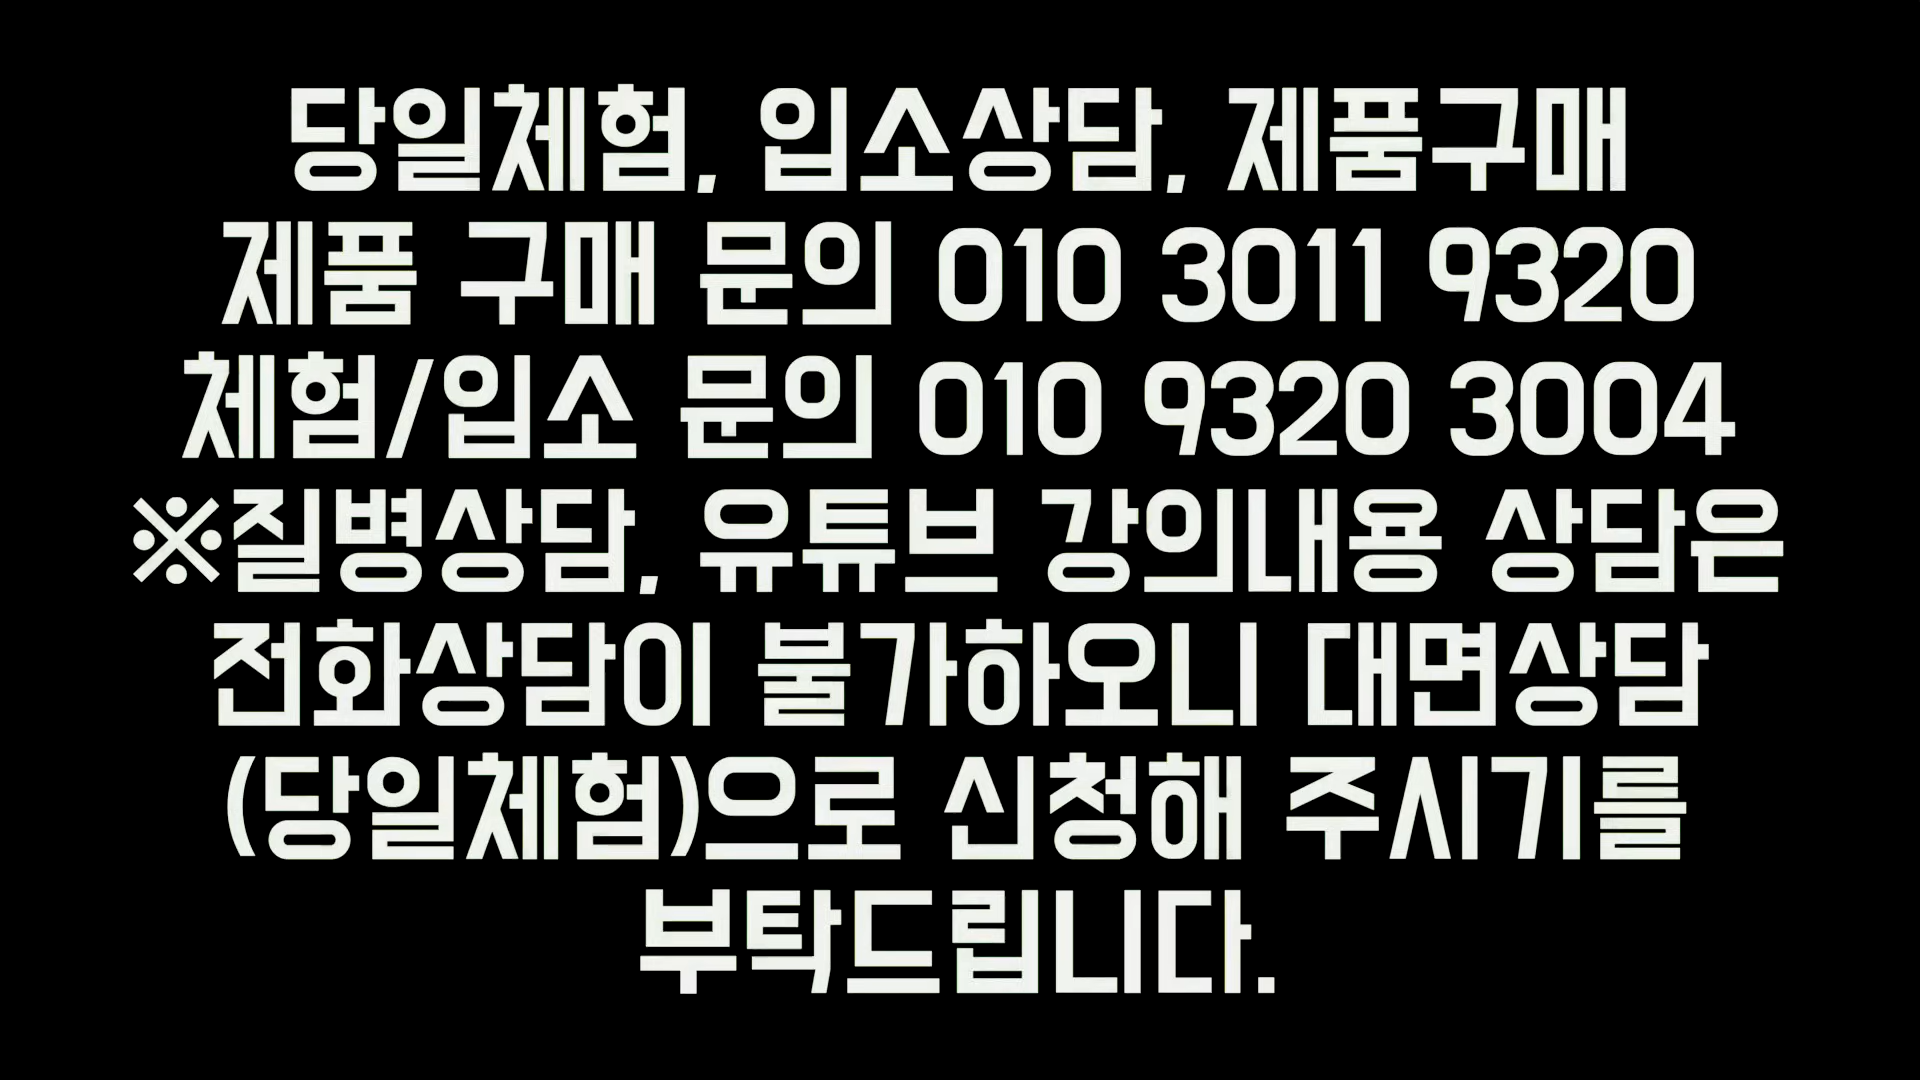 당일체험, 입소상담, 제품구매
제품 구매 문의 010 3011 9320
체험/입소 문의 010 9320 3004
※질병상담, 유튜브 강의내용 상담은
전화상담이 불가하오니 대면상담
(당일체험)으로 신청해 주시기를
부탁드립니다.